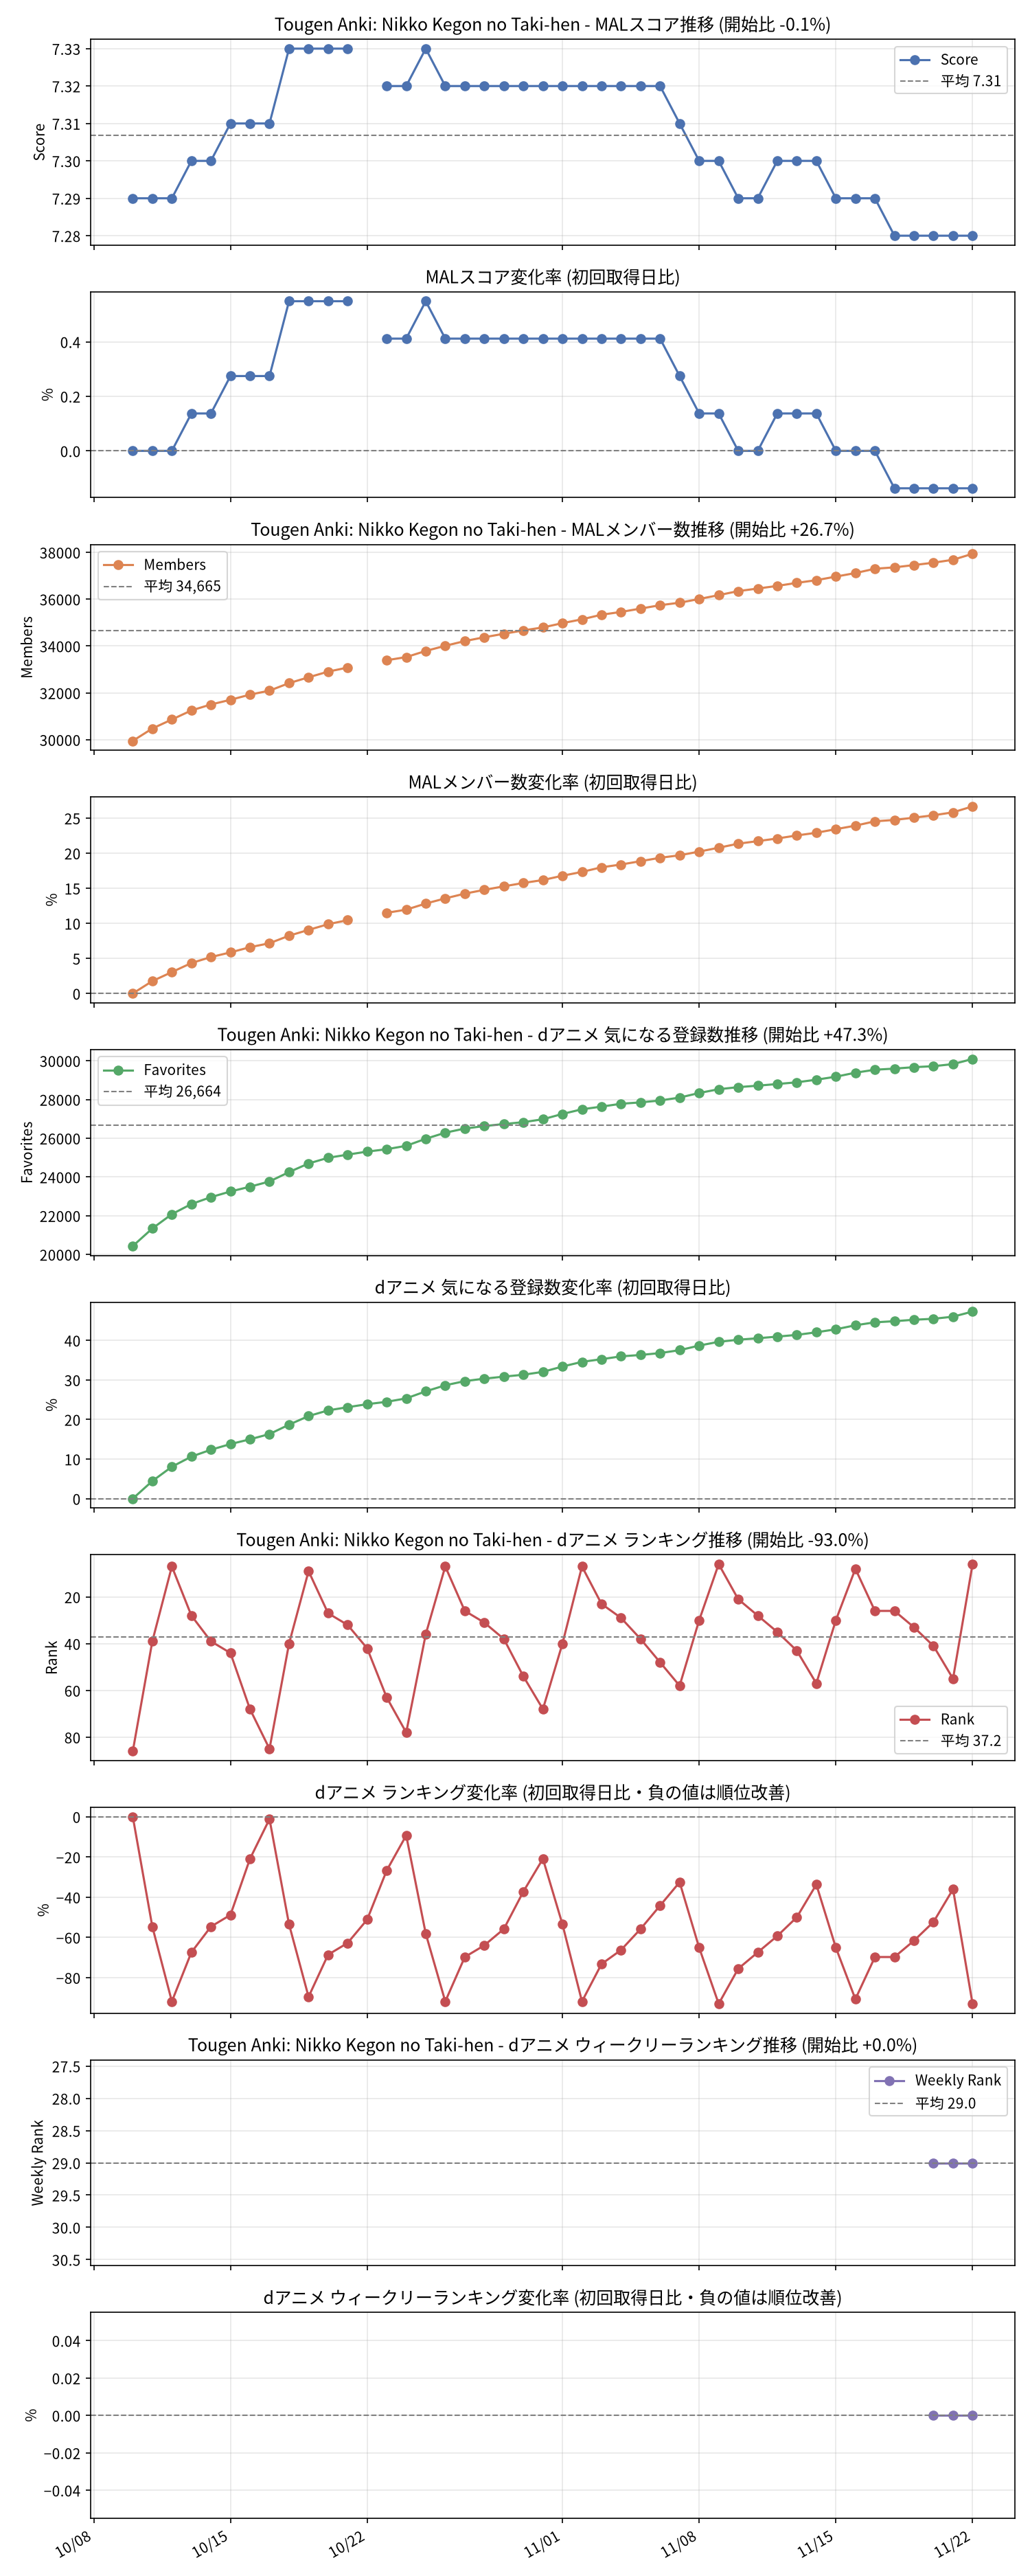 Tougen Anki: Nikko Kegon no Taki-hen - MALスコア推移 (開始比 -0.1%)
7.33
7.32
7.31
7.30
7.29
7.28
Score
Score
平均 7.31
MALスコア変化率 (初回取得日比)
0.4
0.2
0.0
%
Tougen Anki: Nikko Kegon no Taki-hen - MALメンバー数推移 (開始比 +26.7%)
38000
36000
34000
32000
30000
Members
Members
平均 34,665
MALメンバー数変化率 (初回取得日比)
25
20
15
10
5
0
%
Tougen Anki: Nikko Kegon no Taki-hen - dアニメ 気になる登録数推移 (開始比 +47.3%)
30000
28000
26000
24000
22000
20000
Favorites
Favorites
平均 26,664
dアニメ 気になる登録数変化率 (初回取得日比)
40
30
20
10
0
%
Tougen Anki: Nikko Kegon no Taki-hen - dアニメ ランキング推移 (開始比 -93.0%)
20
40
60
80
Rank
Rank
平均 37.2
dアニメ ランキング変化率 (初回取得日比・負の値は順位改善)
0
−20
−40
−60
−80
%
Tougen Anki: Nikko Kegon no Taki-hen - dアニメ ウィークリーランキング推移 (開始比 +0.0%)
27.5
28.0
28.5
29.0
29.5
30.0
30.5
Weekly Rank
Weekly Rank
平均 29.0
dアニメ ウィークリーランキング変化率 (初回取得日比・負の値は順位改善)
0.04
0.02
0.00
−0.02
−0.04
%
10/08
10/15
10/22
11/01
11/08
11/15
11/22